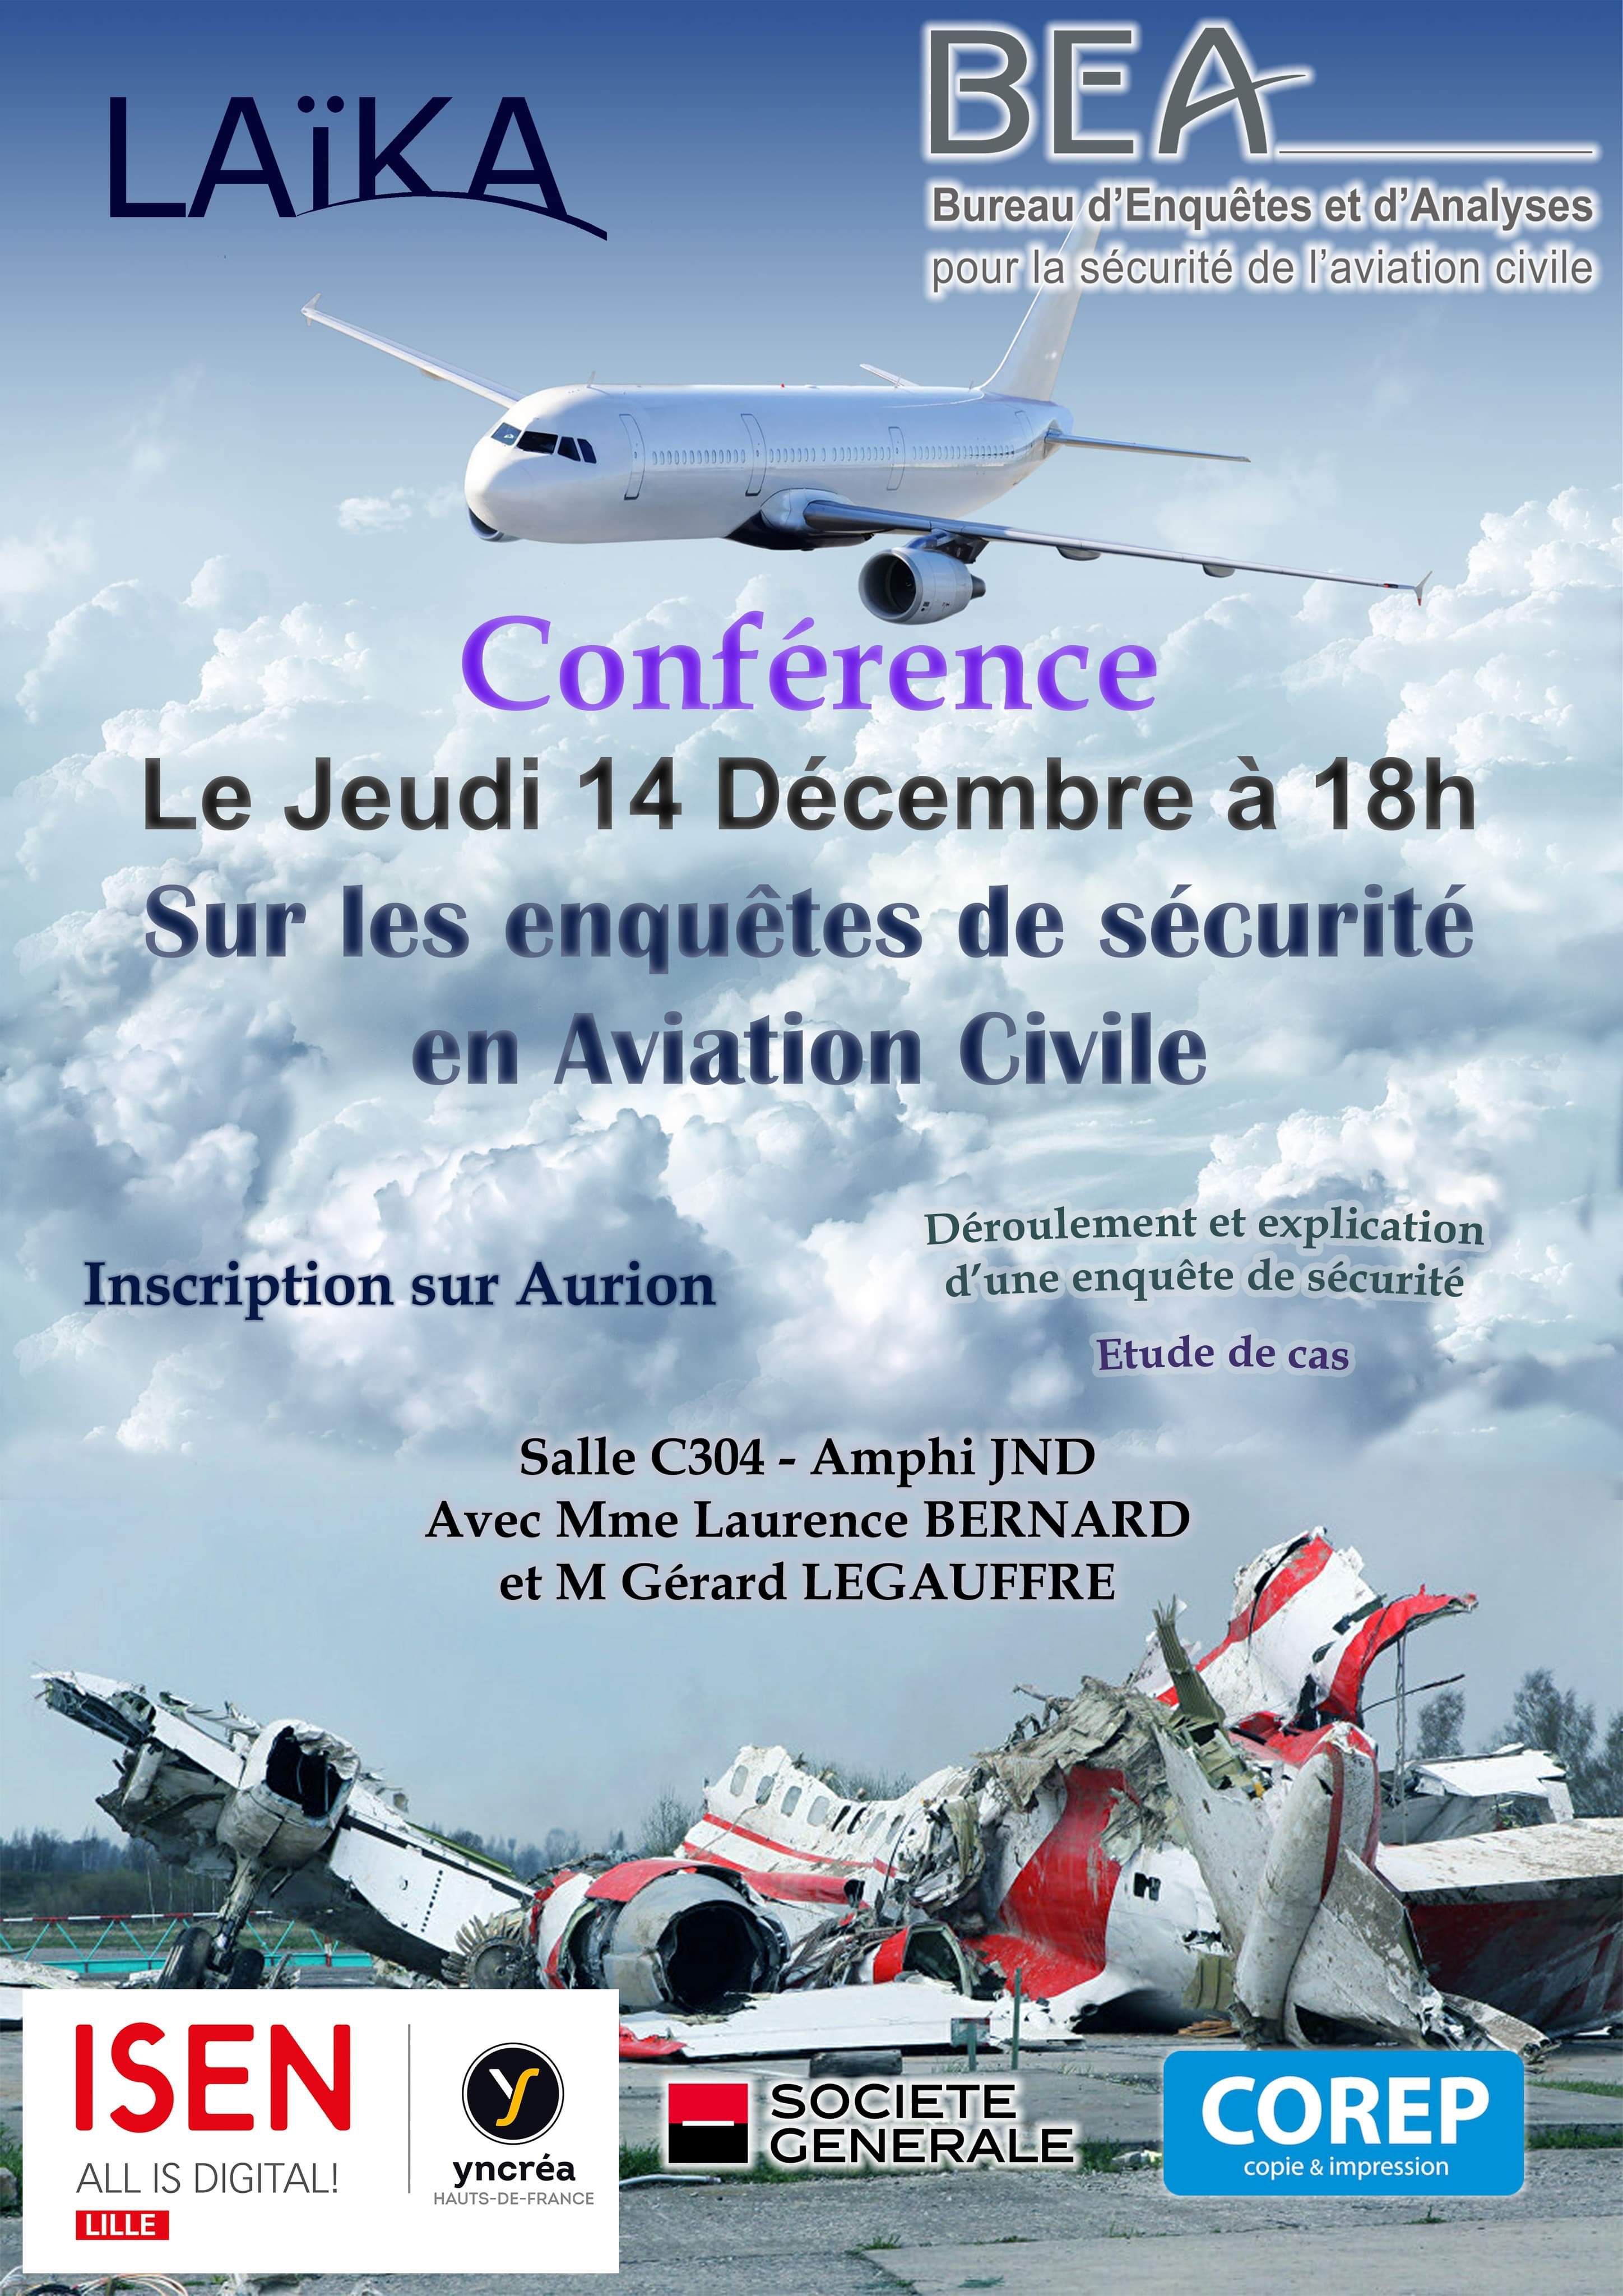 LAïKA
BEA
Bureau d'Enquêtes et d'Analyses
pour la sécurité de l'aviation civile
Conférence
Le Jeudi 14 Décembre à 18h
Sur les enquêtes de sécurité
en Aviation Civile
Inscription sur Aurion
Déroulement et explication
d'une enquête de sécurité
Etude de cas
Salle C304 - Amphi JND
Avec Mme Laurence BERNARD
et M Gérard LEGAUFFRE
ISEN
ALL IS DIGITAL!
LILLE
yncréa
HAUTS-DE-FRANCE
SOCIETE
GENERALE
COREP
copie & impression